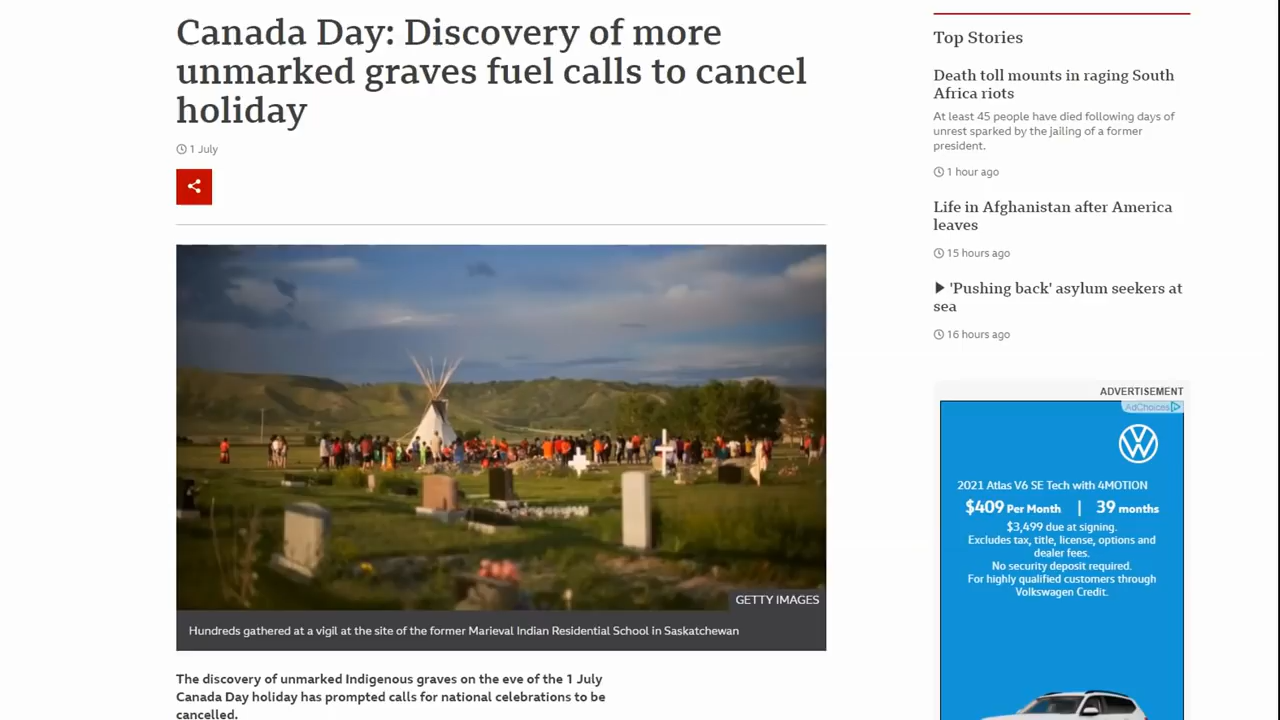 Canada Day: Discovery of more
unmarked graves fuel calls to cancel
holiday
1 July
GETTY IMAGES
Hundreds gathered at a vigil at the site of the former Marieval Indian Residential School in Saskatchewan
The discovery of unmarked Indigenous graves on the eve of the 1 July
Canada Day holiday has prompted calls for national celebrations to be
cancelled.
Top Stories
Death toll mounts in raging South
Africa riots
At least 45 people have died following days of
unrest sparked by the jailing of a former
president.
1 hour ago
Life in Afghanistan after America
leaves
15 hours ago
'Pushing back' asylum seekers at
sea
16 hours ago
ADVERTISEMENT
AdChoices
2021 Atlas V6 SE Tech with 4MOTION
$409 Per Month | 39 months
$3,499 due at signing.
Excludes tax, title, license, options and
dealer fees.
No security deposit required.
For highly qualified customers through
Volkswagen Credit.